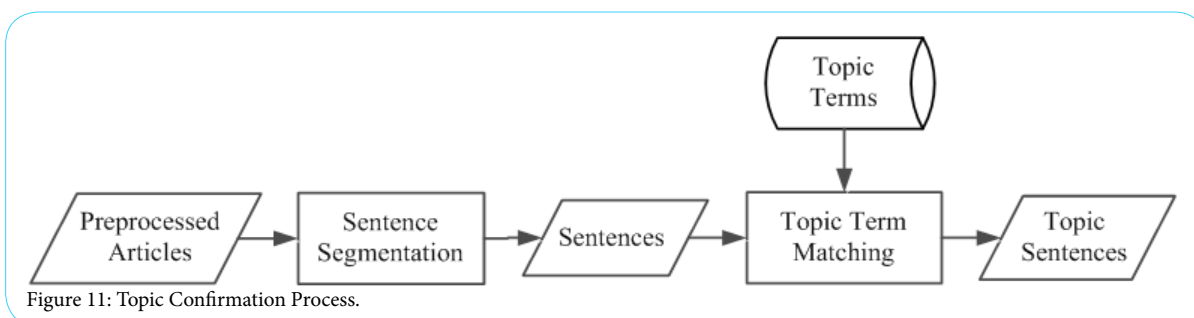 Topic
Terms
Preprocessed
Articles
Sentence
Segmentation
Sentences
Topic Term
Matching
Topic
Sentences
Figure 11: Topic Confirmation Process.